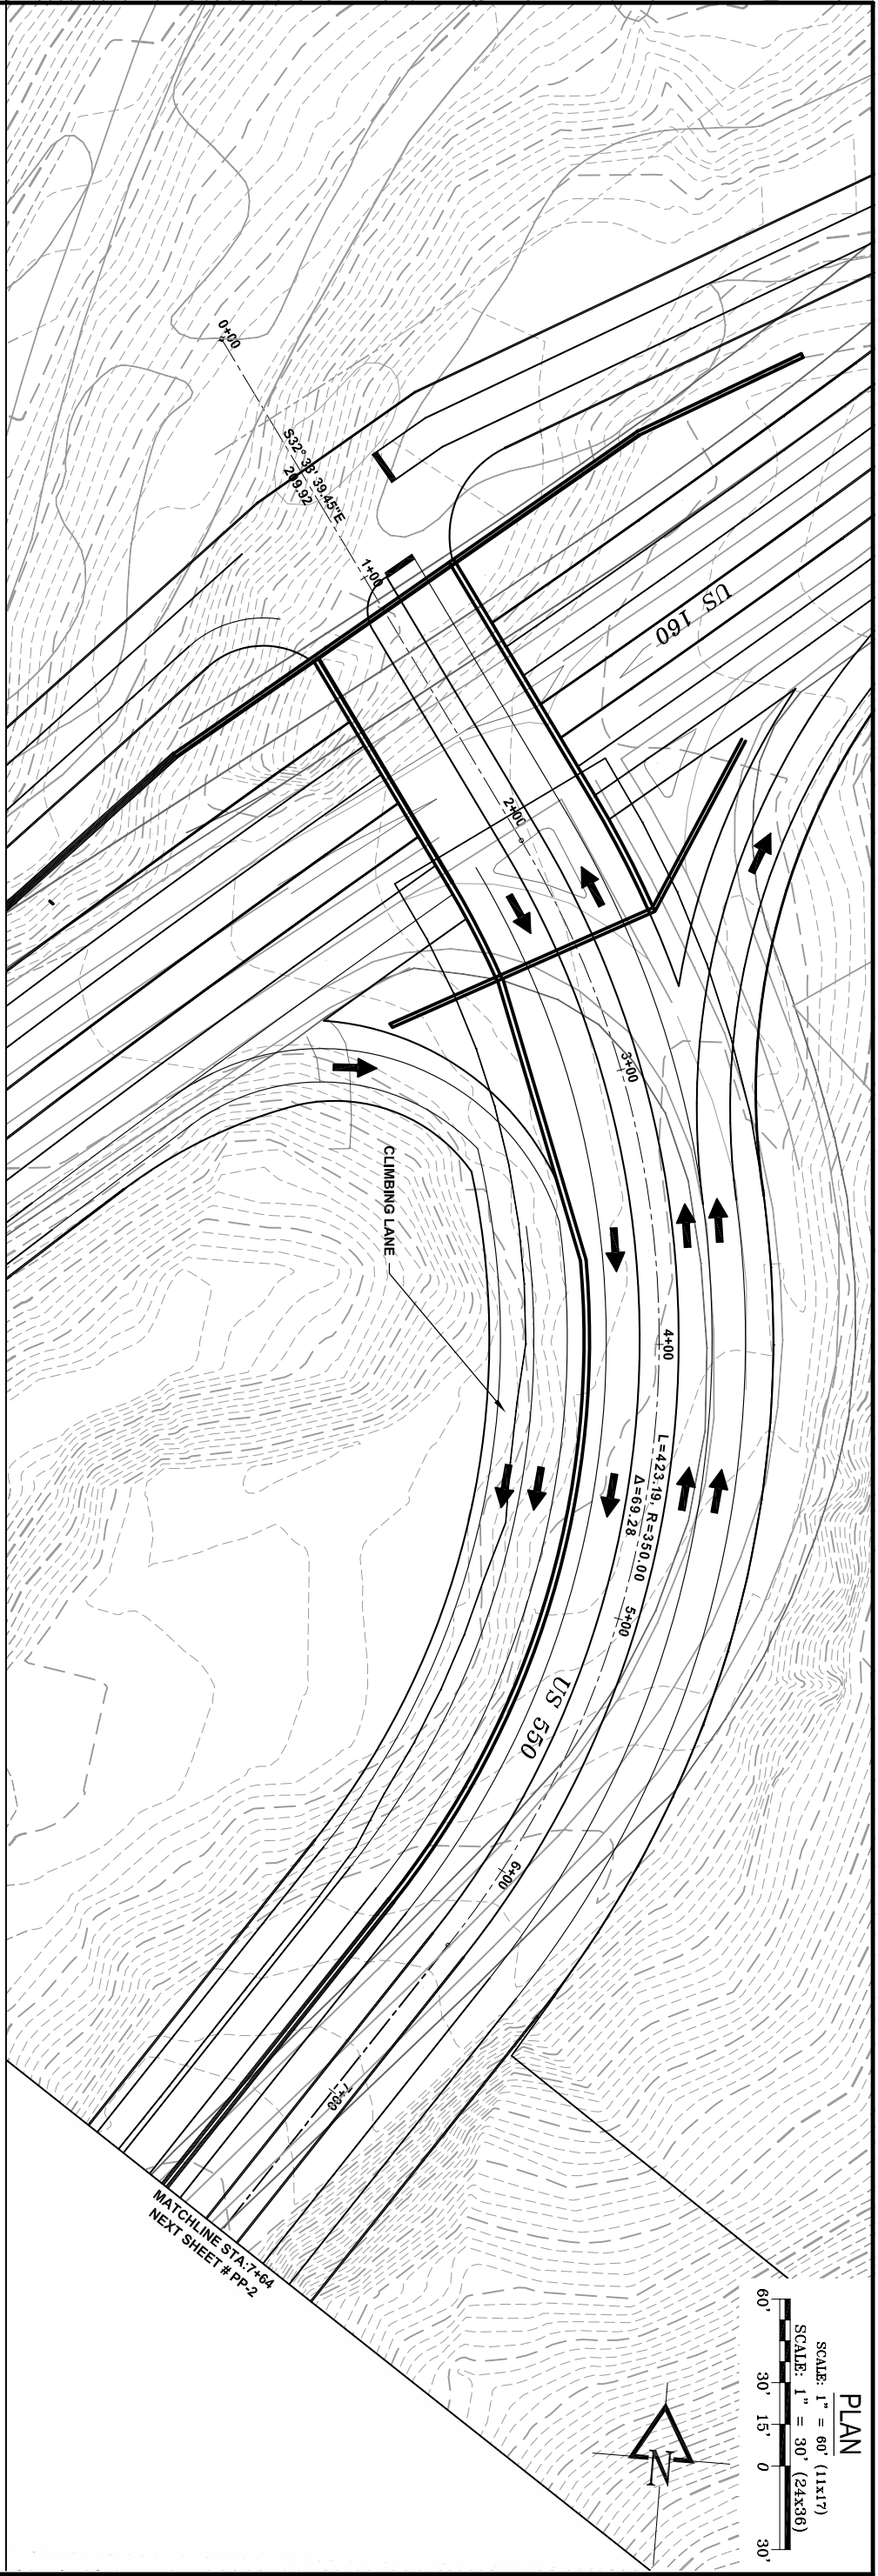 0+00
S32° 33' 39.45"E
209.92
1+00
US 160
2+00
3+00
CLIMBING LANE
4+00
L=423.19, R=350.00
Δ=69.28
5+00
US 550
6+00
7+00
MATCHLINE STA:7+64
NEXT SHEET # PP-2
PLAN
SCALE: 1" = 60' (11x17)
SCALE: 1" = 30' (24x36)
60' 30' 15' 0 30'
N